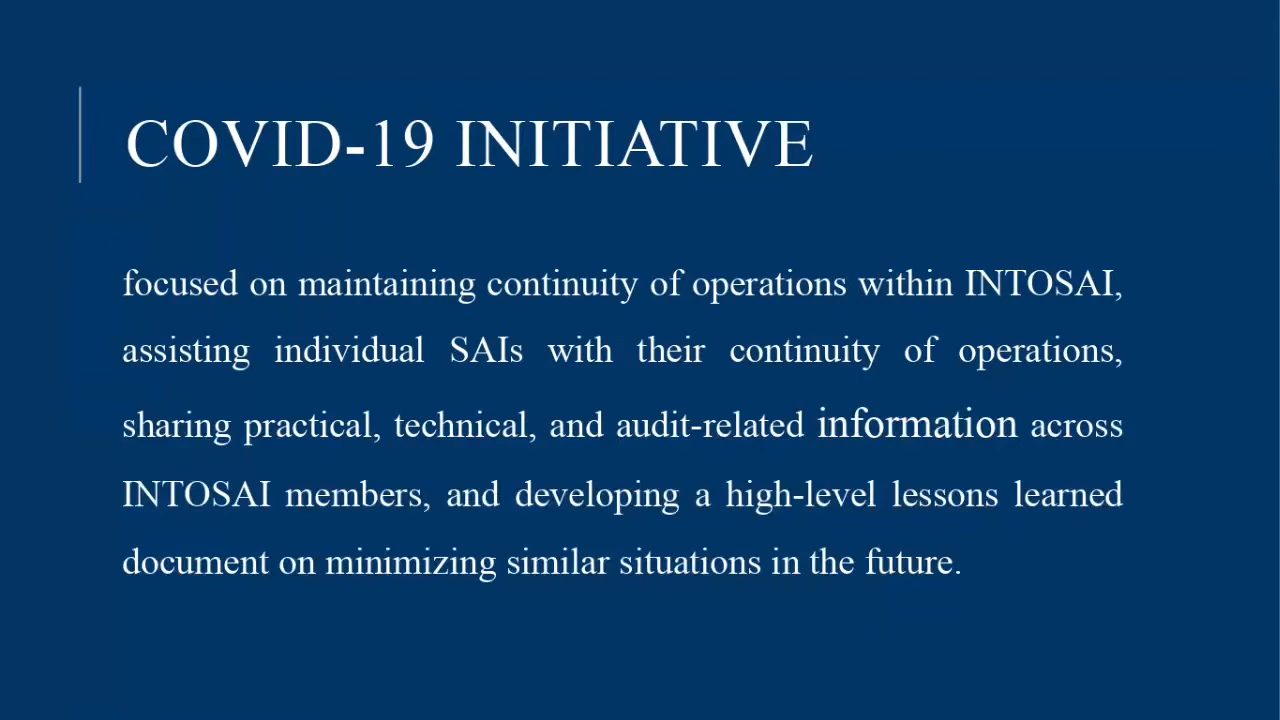 COVID-19 INITIATIVE
focused on maintaining continuity of operations within INTOSAI,
assisting individual SAIs with their continuity of operations,
sharing practical, technical, and audit-related information across
INTOSAI members, and developing a high-level lessons learned
document on minimizing similar situations in the future.